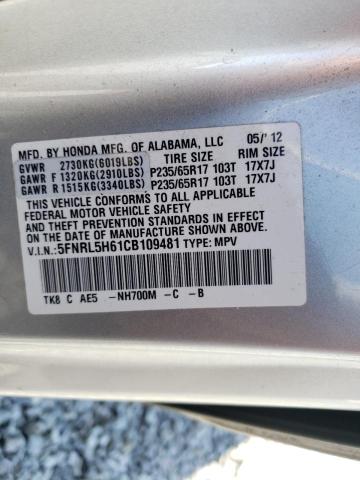 MFD. BY HONDA MFG. OF ALABAMA, LLC 05/'12
GVWR 2730KG(6019LBS) TIRE SIZE RIM SIZE
GAWR F 1320KG(2910LBS) P235/65R17 103T 17X7J
GAWR R 1515KG(3340LBS) P235/65R17 103T 17X7J
THIS VEHICLE CONFORMS TO ALL APPLICABLE
FEDERAL MOTOR VEHICLE SAFETY, BUMPER,
AND THEFT PREVENTION STANDARDS IN EFFECT ON
THE DATE OF MANUFACTURE SHOWN ABOVE.
V.I.N.:5FNRL5H61CB109481 TYPE: MPV
TK8 C AE5 -NH700M -C -B